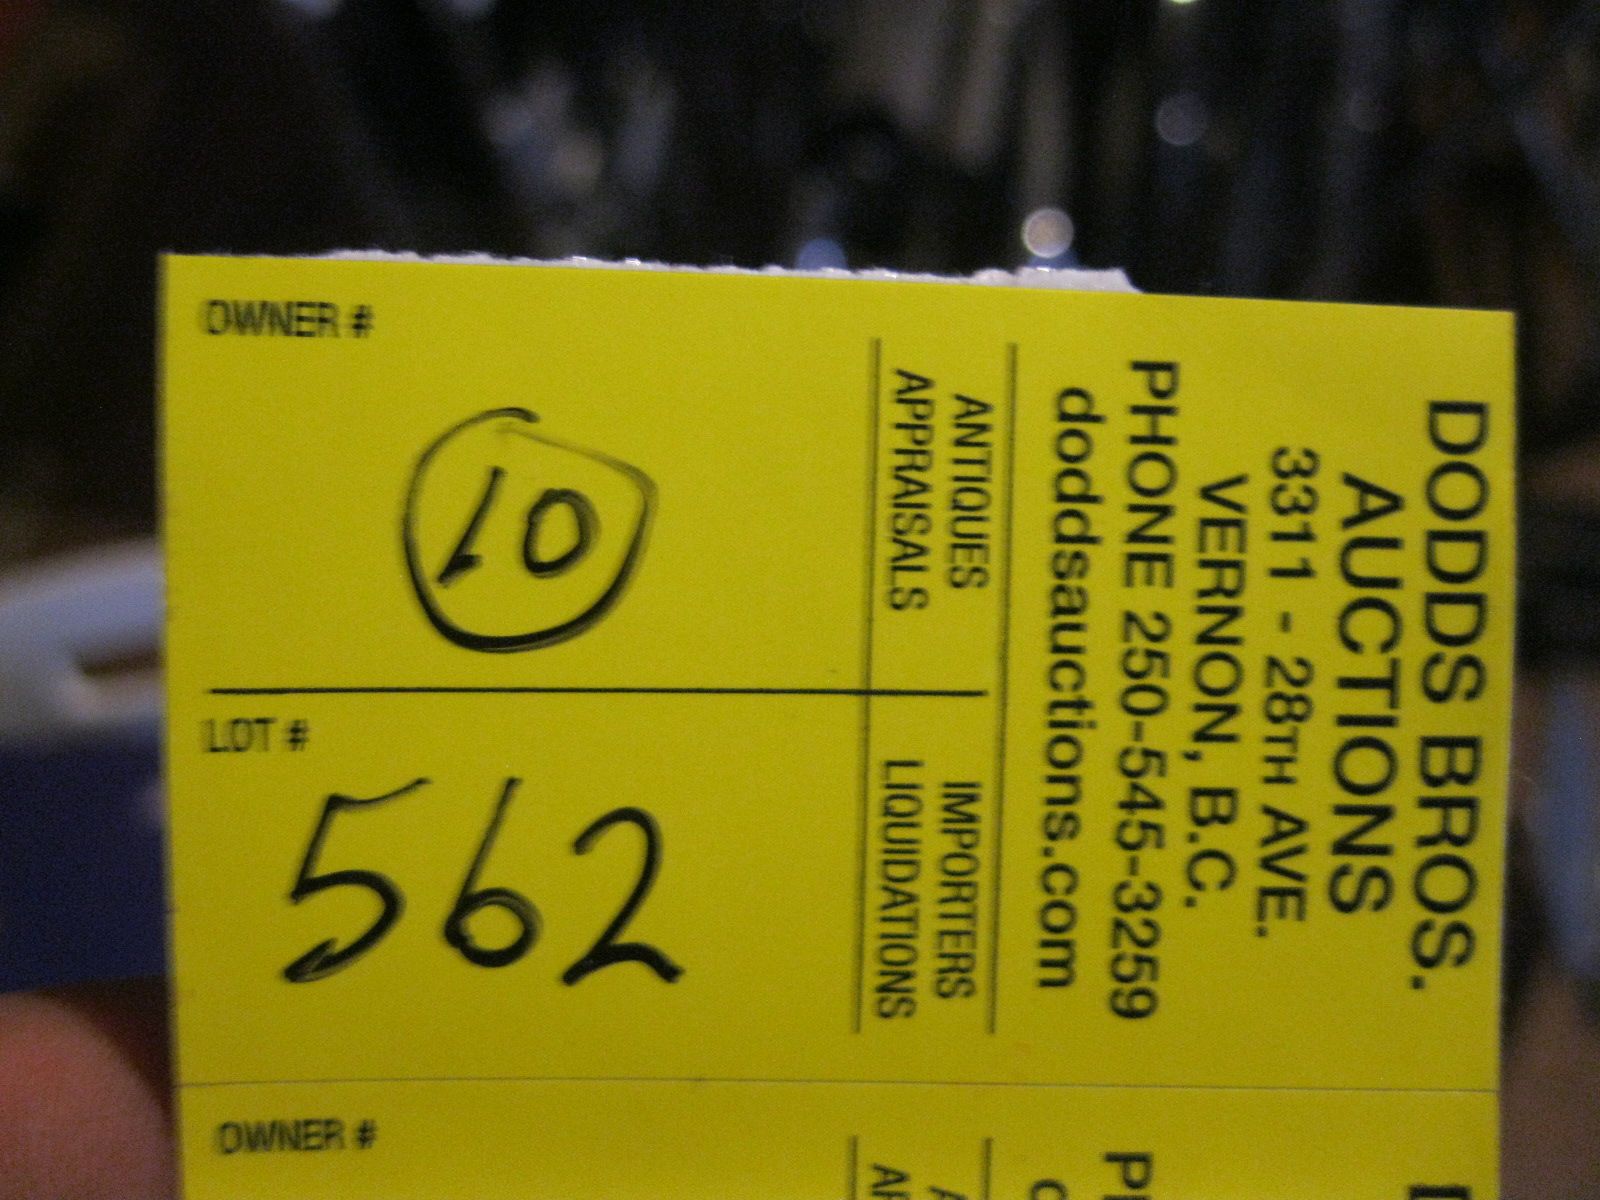 OWNER #
10
LOT #
562
DODDS BROS.
AUCTIONS
3311 - 28TH AVE.
VERNON, B.C.
PHONE 250-545-3259
doddsauctions.com
ANTIQUES
APPRAISALS
IMPORTERS
LIQUIDATIONS
OWNER #